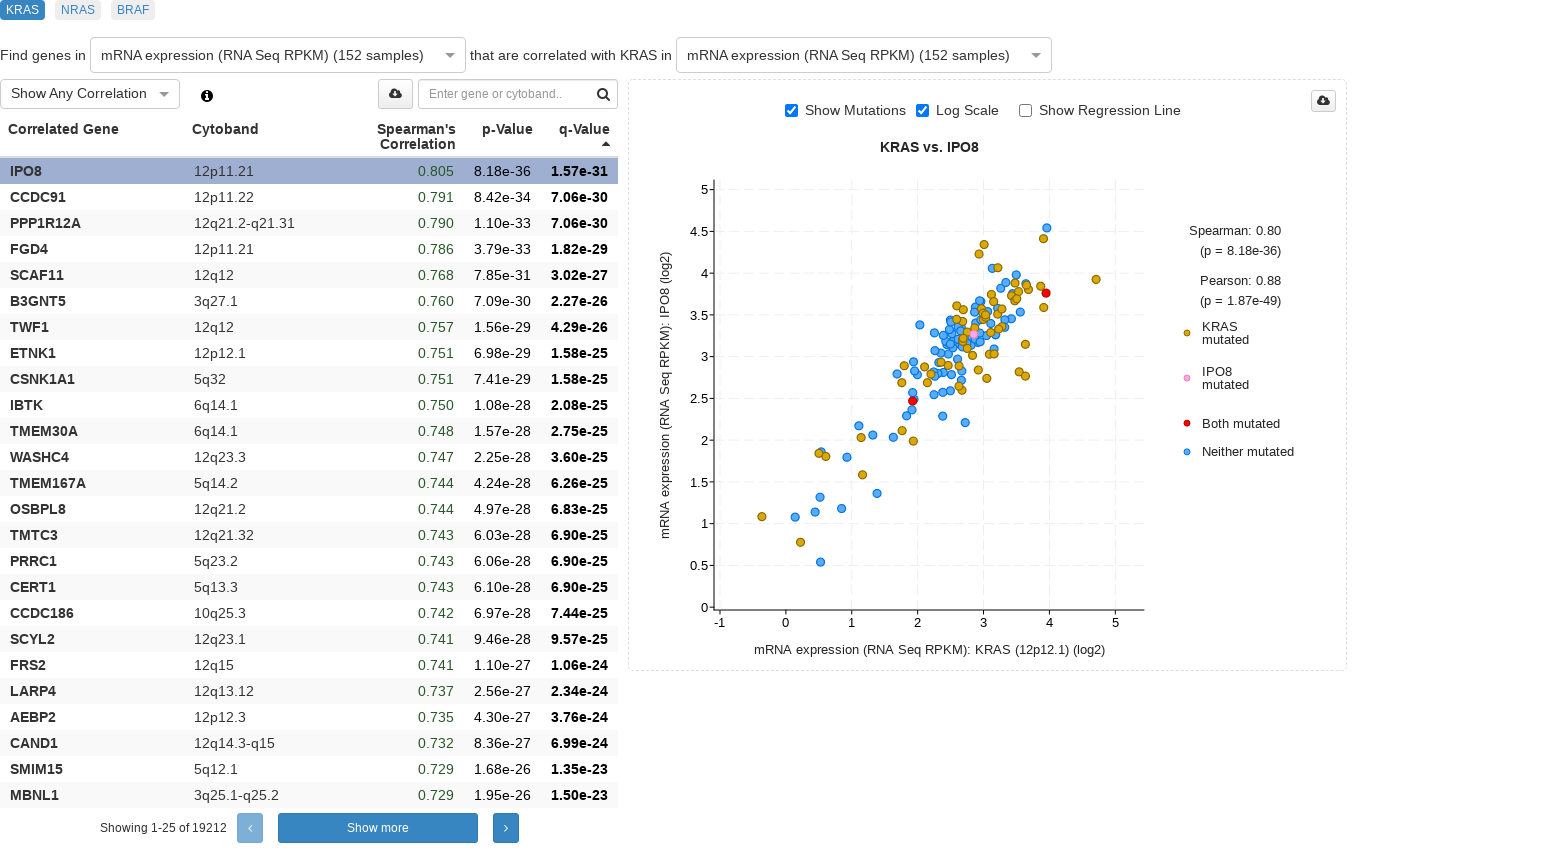 KRAS NRAS BRAF
Find genes in mRNA expression (RNA Seq RPKM) (152 samples) that are correlated with KRAS in mRNA expression (RNA Seq RPKM) (152 samples)
Show Any Correlation Enter gene or cytoband..
Correlated Gene Cytoband Spearman's Correlation p-Value q-Value
IPO8 12p11.21 0.805 8.18e-36 1.57e-31
CCDC91 12p11.22 0.791 8.42e-34 7.06e-30
PPP1R12A 12q21.2-q21.31 0.790 1.10e-33 7.06e-30
FGD4 12p11.21 0.786 3.79e-33 1.82e-29
SCAF11 12q12 0.768 7.85e-31 3.02e-27
B3GNT5 3q27.1 0.760 7.09e-30 2.27e-26
TWF1 12q12 0.757 1.56e-29 4.29e-26
ETNK1 12p12.1 0.751 6.98e-29 1.58e-25
CSNK1A1 5q32 0.751 7.41e-29 1.58e-25
IBTK 6q14.1 0.750 1.08e-28 2.08e-25
TMEM30A 6q14.1 0.748 1.57e-28 2.75e-25
WASHC4 12q23.3 0.747 2.25e-28 3.60e-25
TMEM167A 5q14.2 0.744 4.24e-28 6.26e-25
OSBPL8 12q21.2 0.744 4.97e-28 6.83e-25
TMTC3 12q21.32 0.743 6.03e-28 6.90e-25
PRRC1 5q23.2 0.743 6.06e-28 6.90e-25
CERT1 5q13.3 0.743 6.10e-28 6.90e-25
CCDC186 10q25.3 0.742 6.97e-28 7.44e-25
SCYL2 12q23.1 0.741 9.46e-28 9.57e-25
FRS2 12q15 0.741 1.10e-27 1.06e-24
LARP4 12q13.12 0.737 2.56e-27 2.34e-24
AEBP2 12p12.3 0.735 4.30e-27 3.76e-24
CAND1 12q14.3-q15 0.732 8.36e-27 6.99e-24
SMIM15 5q12.1 0.729 1.68e-26 1.35e-23
MBNL1 3q25.1-q25.2 0.729 1.95e-26 1.50e-23
Showing 1-25 of 19212 Show more
Show Mutations Log Scale Show Regression Line
KRAS vs. IPO8
mRNA expression (RNA Seq RPKM): IPO8 (log2)
5
4.5
4
3.5
3
2.5
2
1.5
1
0.5
0
-1 0 1 2 3 4 5
mRNA expression (RNA Seq RPKM): KRAS (12p12.1) (log2)
Spearman: 0.80
(p = 8.18e-36)
Pearson: 0.88
(p = 1.87e-49)
KRAS
mutated
IPO8
mutated
Both mutated
Neither mutated